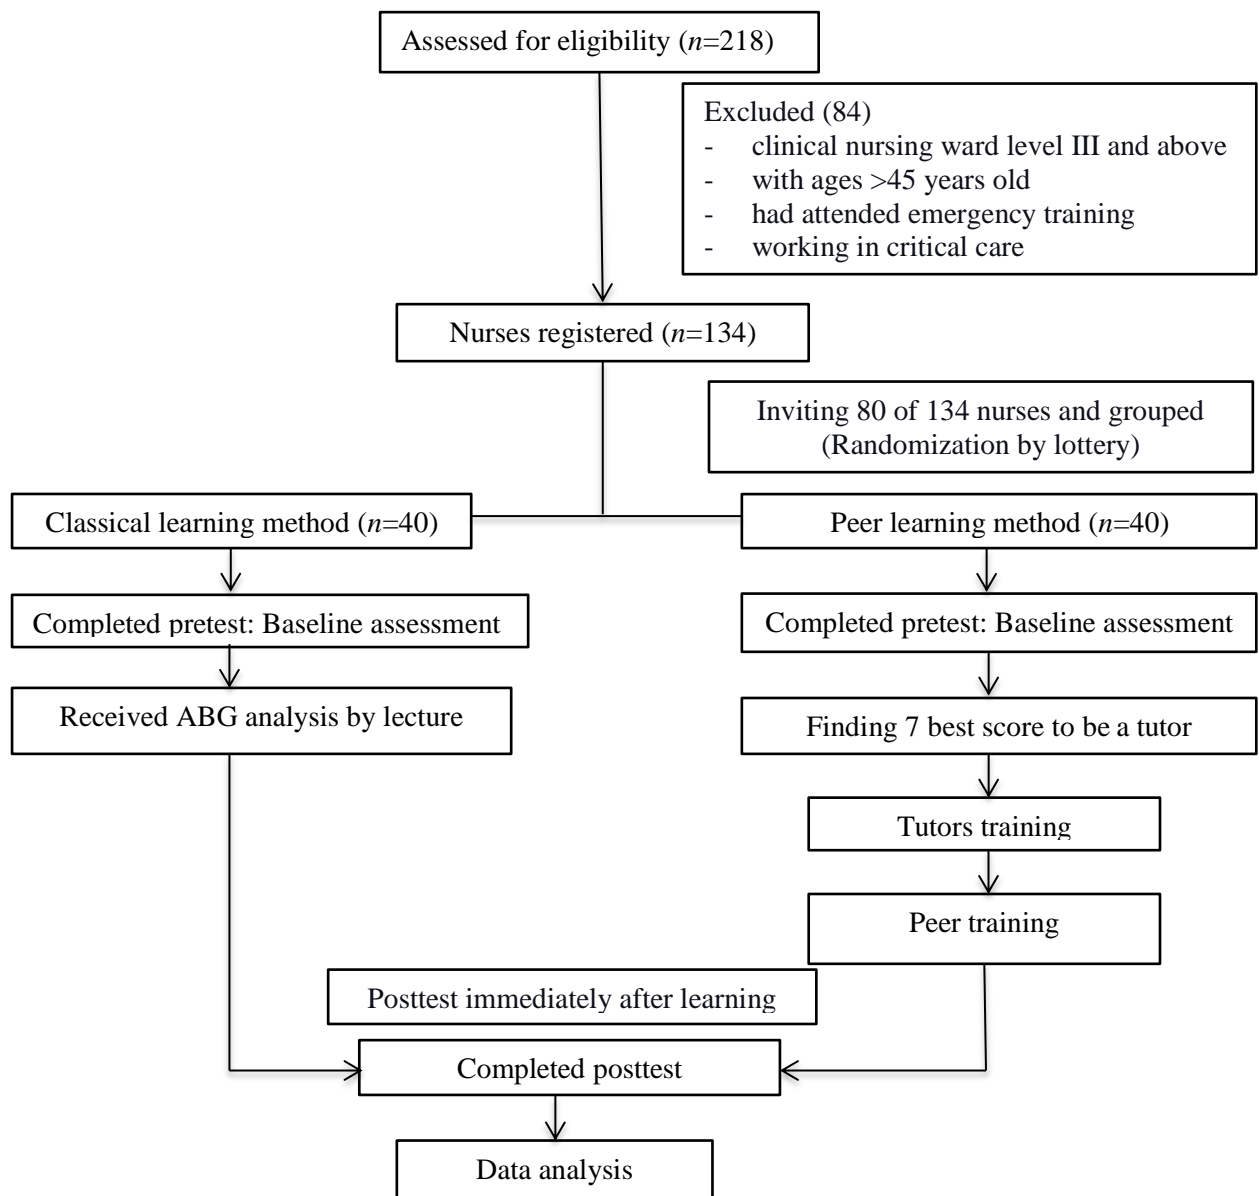 Assessed for eligibility (n=218)
Excluded (84)
- clinical nursing ward level III and above
- with ages >45 years old
- had attended emergency training
- working in critical care
Nurses registered (n=134)
Inviting 80 of 134 nurses and grouped
(Randomization by lottery)
Classical learning method (n=40)
Peer learning method (n=40)
Completed pretest: Baseline assessment
Completed pretest: Baseline assessment
Received ABG analysis by lecture
Finding 7 best score to be a tutor
Tutors training
Peer training
Posttest immediately after learning
Completed posttest
Data analysis